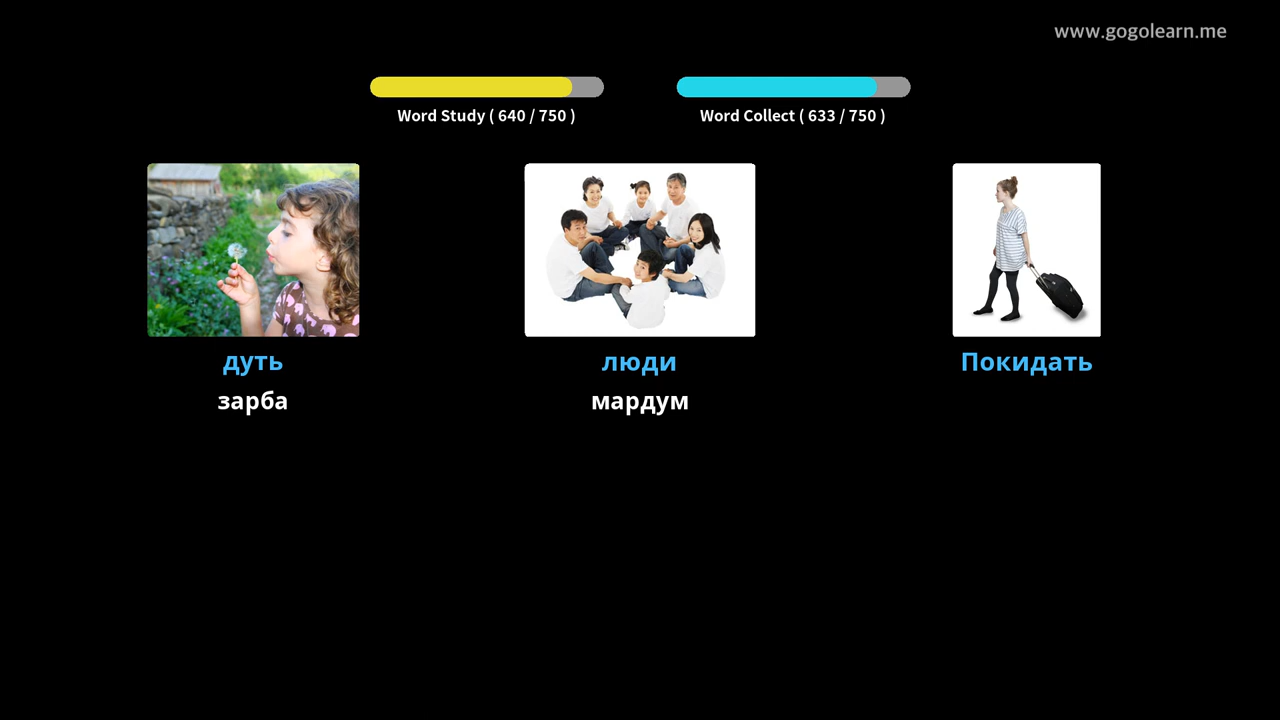 www.gogolearn.me
Word Study ( 640 / 750 )
Word Collect ( 633 / 750 )
дуть
зарба
люди
мардум
Покидать